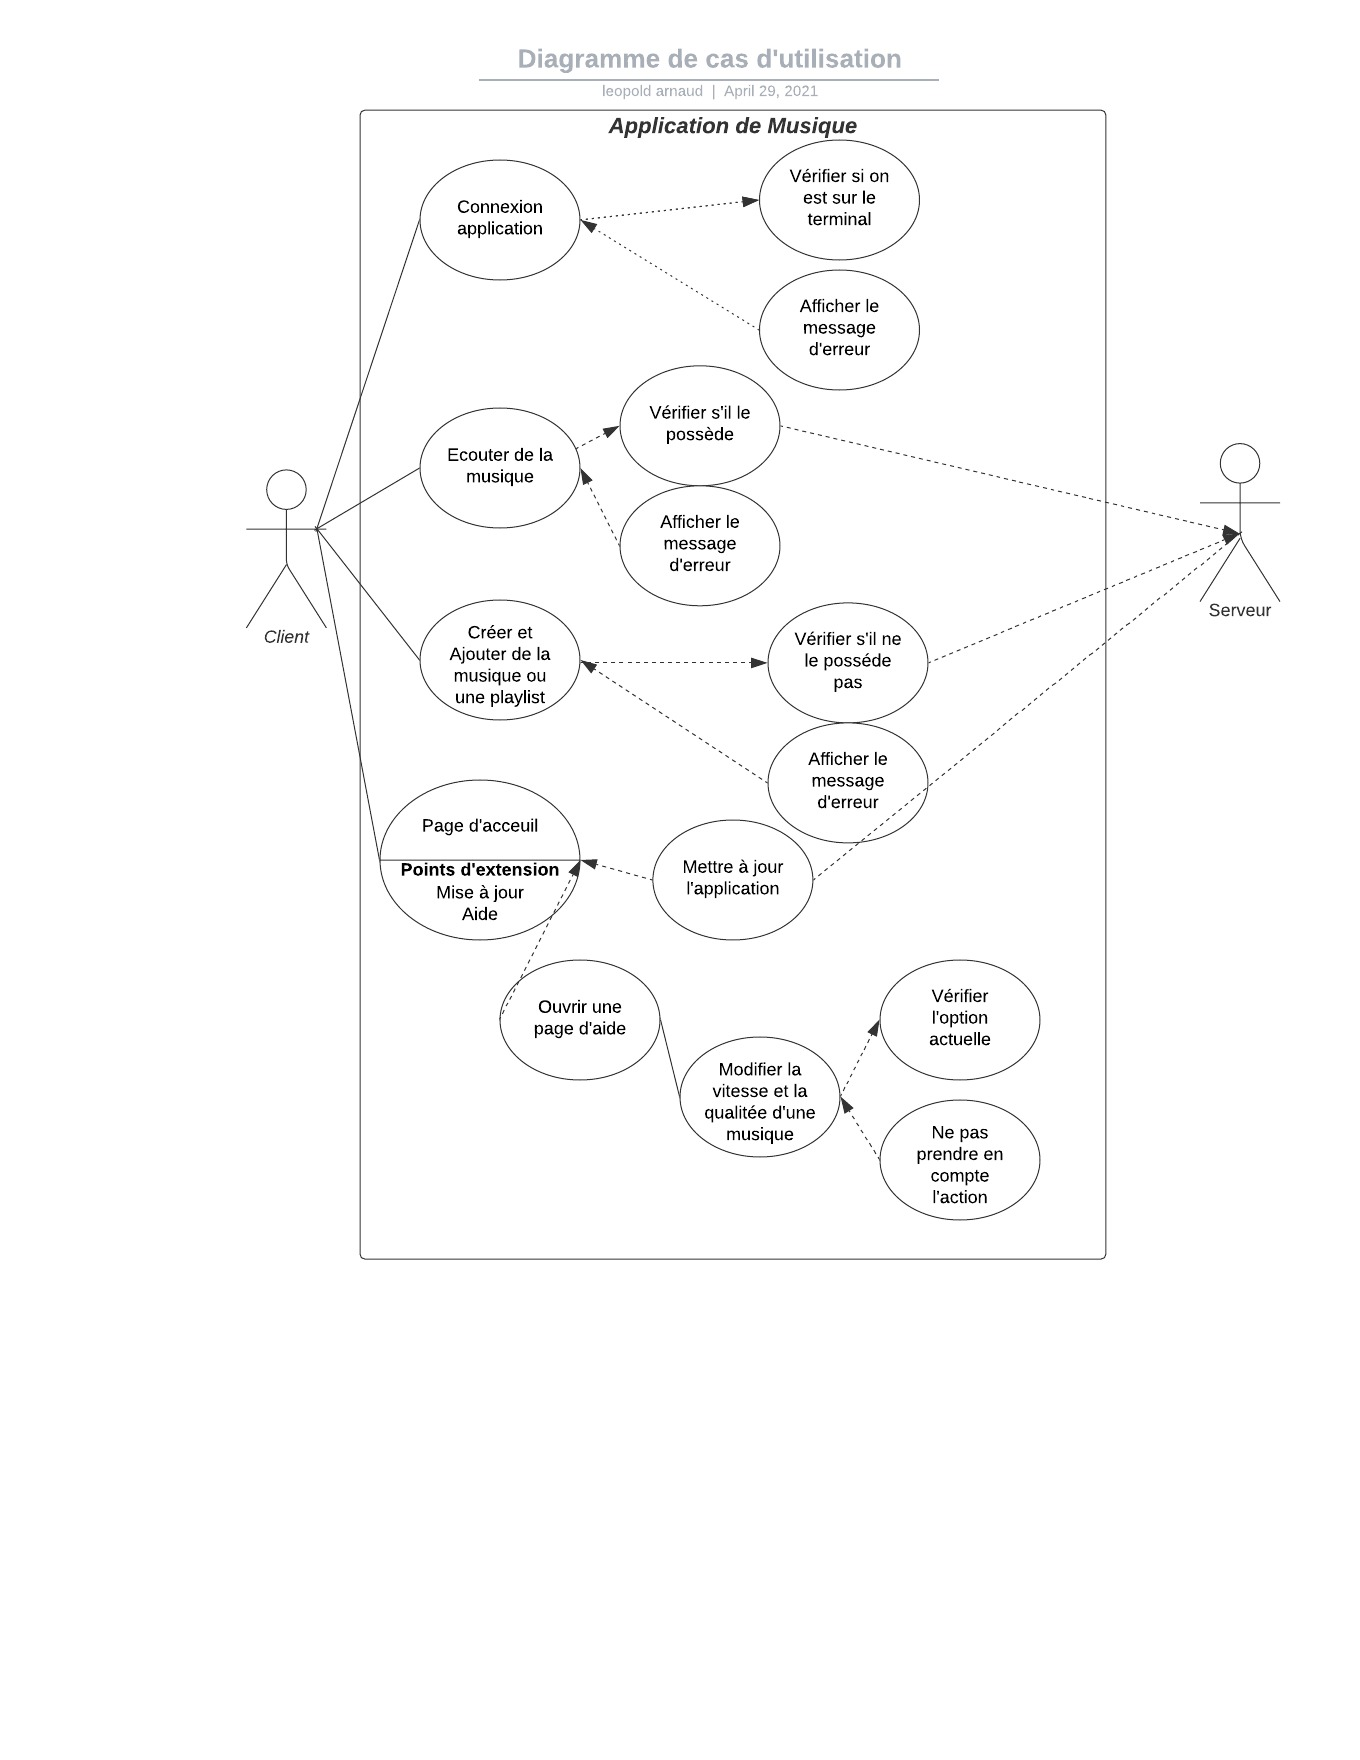 Diagramme de cas d'utilisation
leopold arnaud | April 29, 2021
Application de Musique
Connexion
application
Vérifier si on
est sur le
terminal
Afficher le
message
d'erreur
Ecouter de la
musique
Vérifier s'il le
possède
Afficher le
message
d'erreur
Client
Serveur
Créer et
Ajouter de la
musique ou
une playlist
Vérifier s'il ne
le posséde
pas
Afficher le
message
d'erreur
Page d'acceuil
Points d'extension
Mise à jour
Aide
Mettre à jour
l'application
Ouvrir une
page d'aide
Modifier la
vitesse et la
qualitée d'une
musique
Vérifier
l'option
actuelle
Ne pas
prendre en
compte
l'action